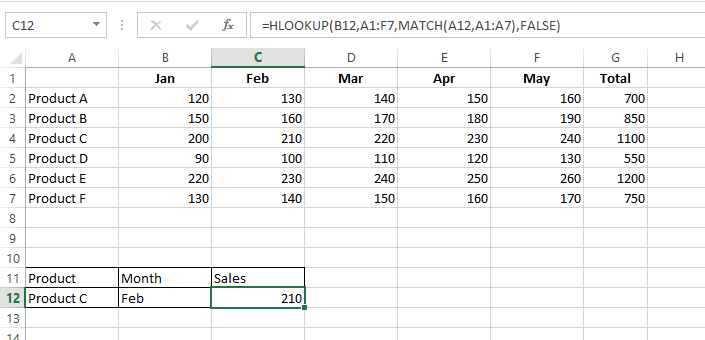 C12 =HLOOKUP(B12,A1:F7,MATCH(A12,A1:A7),FALSE)
A B C D E F G H
1 Jan Feb Mar Apr May Total
2 Product A 120 130 140 150 160 700
3 Product B 150 160 170 180 190 850
4 Product C 200 210 220 230 240 1100
5 Product D 90 100 110 120 130 550
6 Product E 220 230 240 250 260 1200
7 Product F 130 140 150 160 170 750
8
9
10
11 Product Month Sales
12 Product C Feb 210
13
14